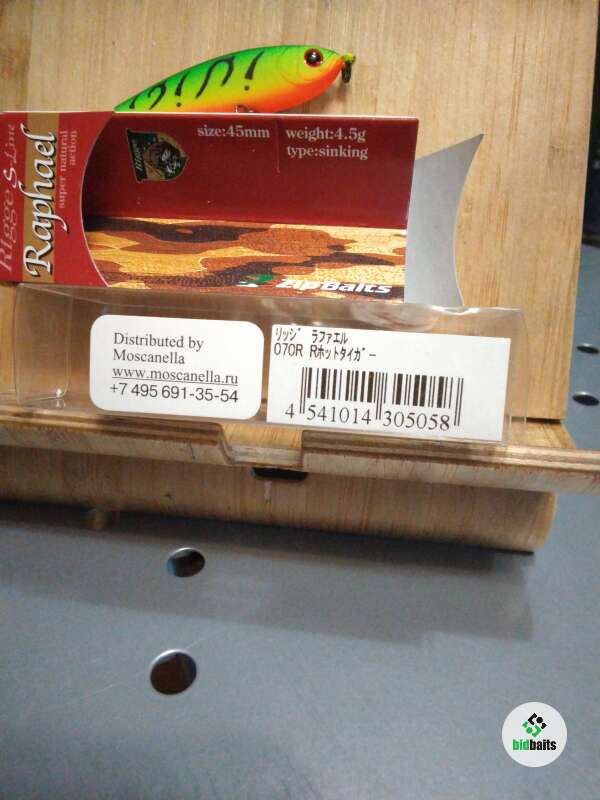 Rigge S-Line
Raphael
super natural
action
Rigge
size:45mm
weight:4.5g
type:sinking
ZipBaits
Distributed by
Moscanella
www.moscanella.ru
+7 495 691-35-54
ﾘｯｼﾞ ﾗﾌｧｴﾙ
070R Rﾎｯﾄﾀｲｶﾞｰ
4 541014 305058
bidbaits